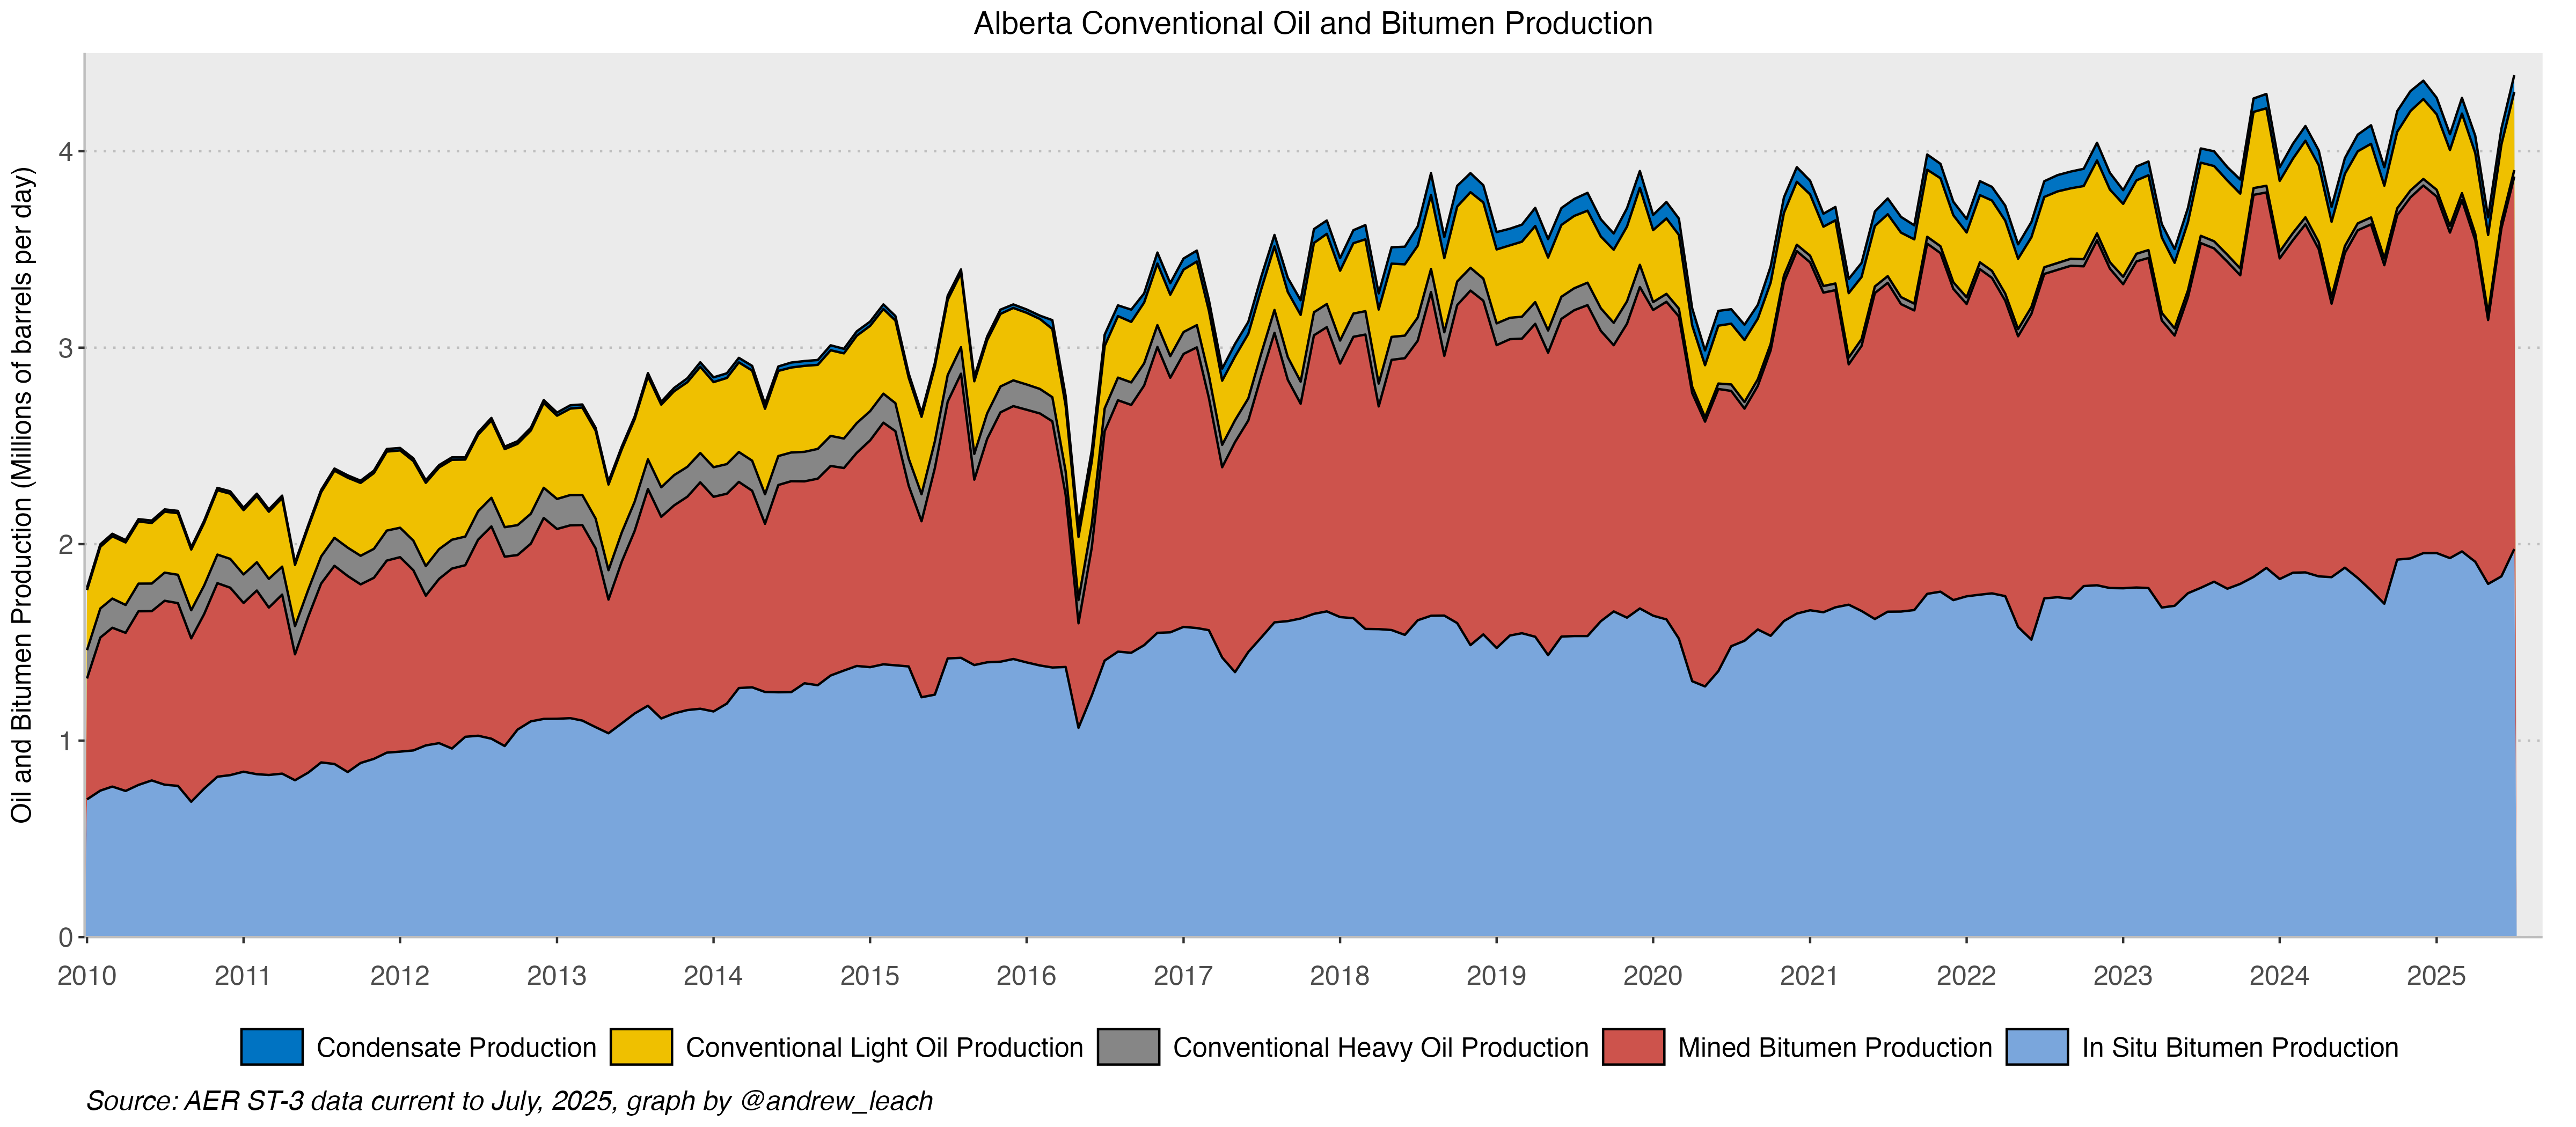 Alberta Conventional Oil and Bitumen Production
Oil and Bitumen Production (Millions of barrels per day)
4
3
2
1
0
2010 2011 2012 2013 2014 2015 2016 2017 2018 2019 2020 2021 2022 2023 2024 2025
Condensate Production Conventional Light Oil Production Conventional Heavy Oil Production Mined Bitumen Production In Situ Bitumen Production
Source: AER ST-3 data current to July, 2025, graph by @andrew_leach